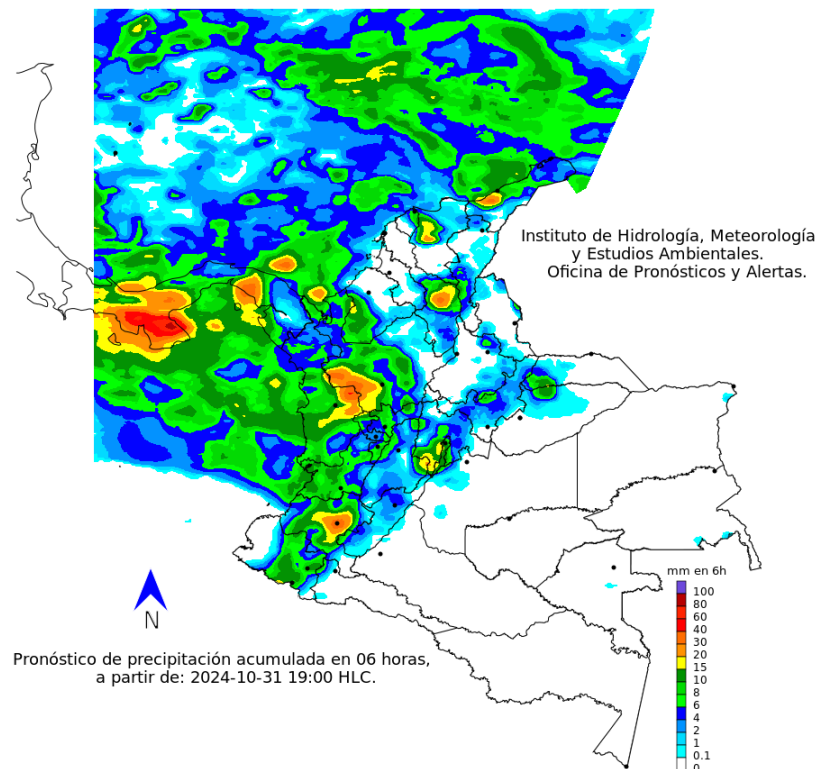 Instituto de Hidrología, Meteorología
y Estudios Ambientales.
Oficina de Pronósticos y Alertas.
mm en 6h
100
80
60
40
30
20
15
10
8
6
4
2
1
0.1
0
N
Pronóstico de precipitación acumulada en 06 horas,
a partir de: 2024-10-31 19:00 HLC.